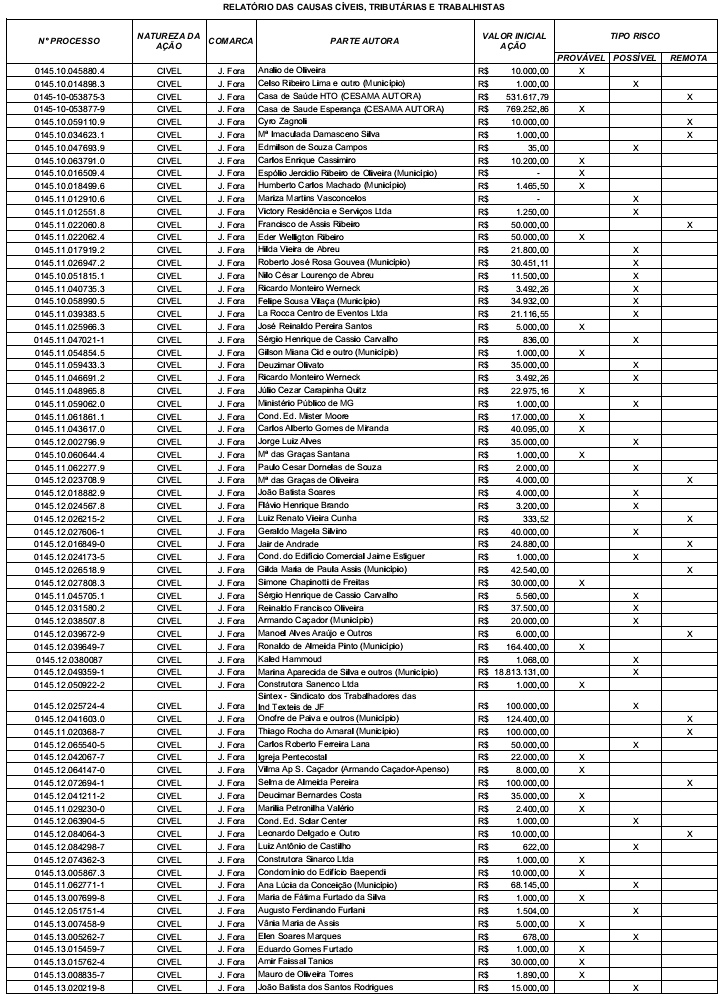 RELATÓRIO DAS CAUSAS CÍVEIS, TRIBUTÁRIAS E TRABALHISTAS
Nº PROCESSO NATUREZA DA AÇÃO COMARCA PARTE AUTORA VALOR INICIAL AÇÃO TIPO RISCO
PROVÁVEL POSSÍVEL REMOTA
0145.10.045880.4 CIVEL J. Fora Analio de Oliveira R$ 10.000,00 X
0145.10.014898.3 CIVEL J. Fora Celso Ribeiro Lima e outro (Município) R$ 1.000,00 X
0145-10-053875-3 CIVEL J. Fora Casa de Saúde HTO (CESAMA AUTORA) R$ 531.617,79 X
0145-10-053877-9 CIVEL J. Fora Casa de Saude Esperança (CESAMA AUTORA) R$ 769.252,86 X
0145.10.059110.9 CIVEL J. Fora Cyro Zagnoli R$ 10.000,00 X
0145.10.034623.1 CIVEL J. Fora Mª Imaculada Damasceno Silva R$ 1.000,00 X
0145.10.047693.9 CIVEL J. Fora Edmilson de Souza Campos R$ 35,00 X
0145.10.063791.0 CIVEL J. Fora Carlos Enrique Cassimiro R$ 10.200,00 X
0145.10.016509.4 CIVEL J. Fora Espólio Jercidio Ribeiro de Oliveira (Município) R$ - X
0145.10.018499.6 CIVEL J. Fora Humberto Carlos Machado (Município) R$ 1.465,50 X
0145.11.012910.6 CIVEL J. Fora Mariza Martins Vasconcelos R$ - X
0145.11.012551.8 CIVEL J. Fora Victory Residência e Serviços Ltda R$ 1.250,00 X
0145.11.022060.8 CIVEL J. Fora Francisco de Assis Ribeiro R$ 50.000,00 X
0145.11.022062.4 CIVEL J. Fora Eder Welligton Ribeiro R$ 50.000,00 X
0145.11.017919.2 CIVEL J. Fora Hilda Vieira de Abreu R$ 21.800,00 X
0145.11.026947.2 CIVEL J. Fora Roberto José Rosa Gouvea (Município) R$ 30.451,11 X
0145.10.051815.1 CIVEL J. Fora Nilo César Lourenço de Abreu R$ 11.500,00 X
0145.11.040735.3 CIVEL J. Fora Ricardo Monteiro Werneck R$ 3.492,26 X
0145.10.058990.5 CIVEL J. Fora Felipe Sousa Vilaça (Município) R$ 34.932,00 X
0145.11.039383.5 CIVEL J. Fora La Rocca Centro de Eventos Ltda R$ 21.116,55 X
0145.11.025966.3 CIVEL J. Fora José Reinaldo Pereira Santos R$ 5.000,00 X
0145.11.047021-1 CIVEL J. Fora Sérgio Henrique de Cassio Carvalho R$ 836,00 X
0145.11.054854.5 CIVEL J. Fora Gilson Miana Cid e outro (Município) R$ 1.000,00 X
0145.11.059433.3 CIVEL J. Fora Deuzimar Olivato R$ 35.000,00 X
0145.11.046691.2 CIVEL J. Fora Ricardo Monteiro Werneck R$ 3.492,26 X
0145.11.048965.8 CIVEL J. Fora Júlio Cezar Carapinha Quitz R$ 22.975,16 X
0145.11.059062.0 CIVEL J. Fora Ministério Público de MG R$ 1.000,00 X
0145.11.061861.1 CIVEL J. Fora Cond. Ed. Mister Moore R$ 17.000,00 X
0145.11.043617.0 CIVEL J. Fora Carlos Alberto Gomes de Miranda R$ 40.095,00 X
0145.12.002796.9 CIVEL J. Fora Jorge Luiz Alves R$ 35.000,00 X
0145.10.060644.4 CIVEL J. Fora Mª das Graças Santana R$ 1.000,00 X
0145.11.062277.9 CIVEL J. Fora Paulo Cesar Dornelas de Souza R$ 2.000,00 X
0145.12.023708.9 CIVEL J. Fora Mª das Graças de Oliveira R$ 4.000,00 X
0145.12.018882.9 CIVEL J. Fora João Batista Soares R$ 4.000,00 X
0145.12.024567.8 CIVEL J. Fora Flávio Henrique Brando R$ 3.200,00 X
0145.12.026215-2 CIVEL J. Fora Luiz Renato Vieira Cunha R$ 333,52 X
0145.12.027606-1 CIVEL J. Fora Geraldo Magela Silvino R$ 40.000,00 X
0145.12.016849-0 CIVEL J. Fora Jair de Andrade R$ 24.880,00 X
0145.12.024173-5 CIVEL J. Fora Cond. do Edificio Comercial Jaime Estiguer R$ 1.000,00 X
0145.12.026518.9 CIVEL J. Fora Gilda Maria de Paula Assis (Município) R$ 42.540,00 X
0145.12.027808.3 CIVEL J. Fora Simone Chapinotti de Freitas R$ 30.000,00 X
0145.11.045705.1 CIVEL J. Fora Sérgio Henrique de Cassio Carvalho R$ 5.560,00 X
0145.12.031580.2 CIVEL J. Fora Reinaldo Francisco Oliveira R$ 37.500,00 X
0145.12.038507.8 CIVEL J. Fora Armando Caçador (Município) R$ 20.000,00 X
0145.12.039672-9 CIVEL J. Fora Manoel Alves Araújo e Outros R$ 6.000,00 X
0145.12.039649-7 CIVEL J. Fora Ronaldo de Almeida Pinto (Município) R$ 164.400,00 X
0145.12.0380087 CIVEL J. Fora Kaled Hammoud R$ 1.068,00 X
0145.12.049359-1 CIVEL J. Fora Marina Aparecida de Silva e outros (Município) R$ 18.813.131,00 X
0145.12.050922-2 CIVEL J. Fora Construtora Sanenco Ltda R$ 1.000,00 X
Sintex - Sindicato dos Trabalhadores das
0145.12.025724-4 CIVEL J. Fora Ind Texteis de JF R$ 100.000,00 X
0145.12.041603.0 CIVEL J. Fora Onofre de Paiva e outros (Município) R$ 124.400,00 X
0145.11.020368-7 CIVEL J. Fora Thiago Rocha do Amaral (Município) R$ 100.000,00 X
0145.12.065540-5 CIVEL J. Fora Carlos Roberto Ferreira Lana R$ 50.000,00 X
0145.12.042067-7 CIVEL J. Fora Igreja Pentecostal R$ 22.000,00 X
0145.12.064147-0 CIVEL J. Fora Vilma Ap S. Caçador (Armando Caçador-Apenso) R$ 8.000,00 X
0145.12.072694-1 CIVEL J. Fora Selma de Almeida Pereira R$ 100.000,00 X
0145.12.041211-2 CIVEL J. Fora Deucimar Bernardes Costa R$ 35.000,00 X
0145.11.029230-0 CIVEL J. Fora Marilia Petronilha Valério R$ 2.400,00 X
0145.12.063904-5 CIVEL J. Fora Cond. Ed. Solar Center R$ 1.000,00 X
0145.12.084064-3 CIVEL J. Fora Leonardo Delgado e Outro R$ 10.000,00 X
0145.12.084298-7 CIVEL J. Fora Luiz Antônio de Castilho R$ 622,00 X
0145.12.074362-3 CIVEL J. Fora Construtora Sinarco Ltda R$ 1.000,00 X
0145.13.005867.3 CIVEL J. Fora Condomínio do Edifício Baependi R$ 10.000,00 X
0145.11.062771-1 CIVEL J. Fora Ana Lúcia da Conceição (Município) R$ 68.145,00 X
0145.13.007699-8 CIVEL J. Fora Maria de Fátima Furtado da Silva R$ 1.000,00 X
0145.12.051751-4 CIVEL J. Fora Augusto Ferdinando Furlani R$ 1.504,00 X
0145.13.007458-9 CIVEL J. Fora Vânia Maria de Assis R$ 5.000,00 X
0145.13.005262-7 CIVEL J. Fora Elen Soares Marques R$ 678,00 X
0145.13.015459-7 CIVEL J. Fora Eduardo Gomes Furtado R$ 1.000,00 X
0145.13.015762-4 CIVEL J. Fora Amir Faissal Tanios R$ 30.000,00 X
0145.13.008835-7 CIVEL J. Fora Mauro de Oliveira Torres R$ 1.890,00 X
0145.13.020219-8 CIVEL J. Fora João Batista dos Santos Rodrigues R$ 15.000,00 X